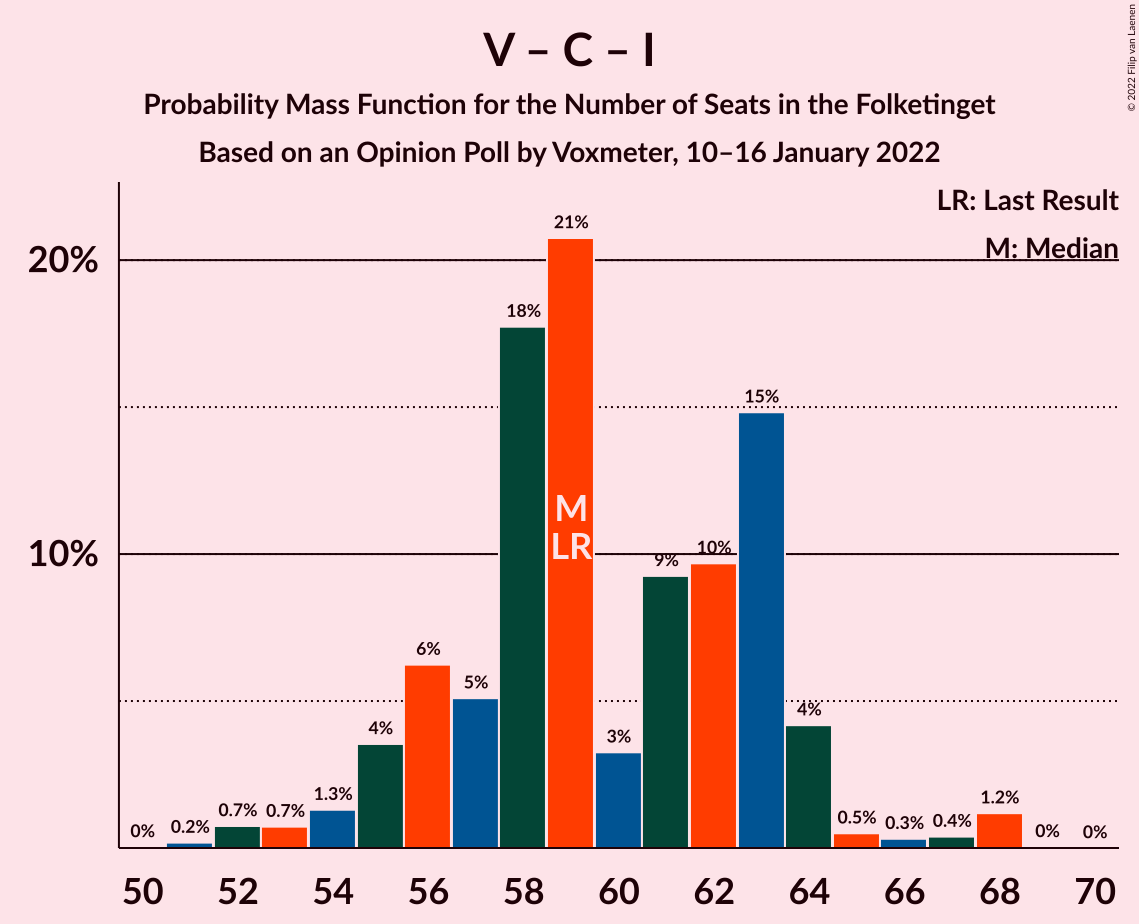 V – C – I
Probability Mass Function for the Number of Seats in the Folketinget
Based on an Opinion Poll by Voxmeter, 10–16 January 2022
© 2022 Filip van Laenen
LR: Last Result
M: Median
20%
10%
0%
0.2%
0.7%
0.7%
1.3%
4%
6%
5%
18%
21%
3%
9%
10%
15%
4%
0.5%
0.3%
0.4%
1.2%
0%
0%
M
LR
50 52 54 56 58 60 62 64 66 68 70